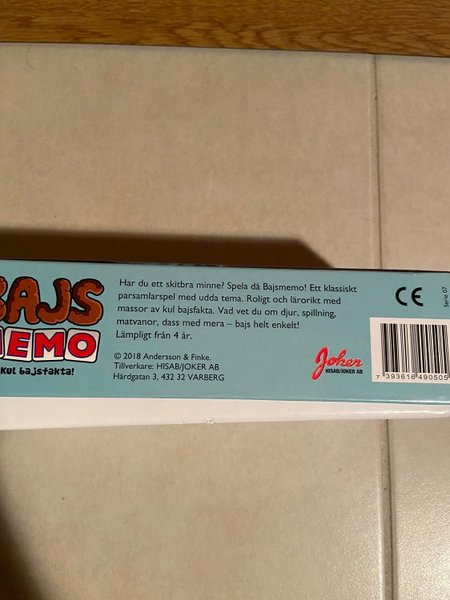 BAJS
MEMO
kul bajsfakta!
Har du ett skitbra minne? Spela då Bajsmemo! Ett klassiskt
parsamlarspel med udda tema. Roligt och lärorikt med
massor av kul bajsfakta. Vad vet du om djur, spillning,
matvanor, dass med mera – bajs helt enkelt!
Lämpligt från 4 år.
© 2018 Andersson & Finke.
Tillverkare: HISAB/JOKER AB
Härdgatan 3, 432 32 VARBERG
Joker
HISAB/JOKER AB
CE
Serie 07
7 393616 490505